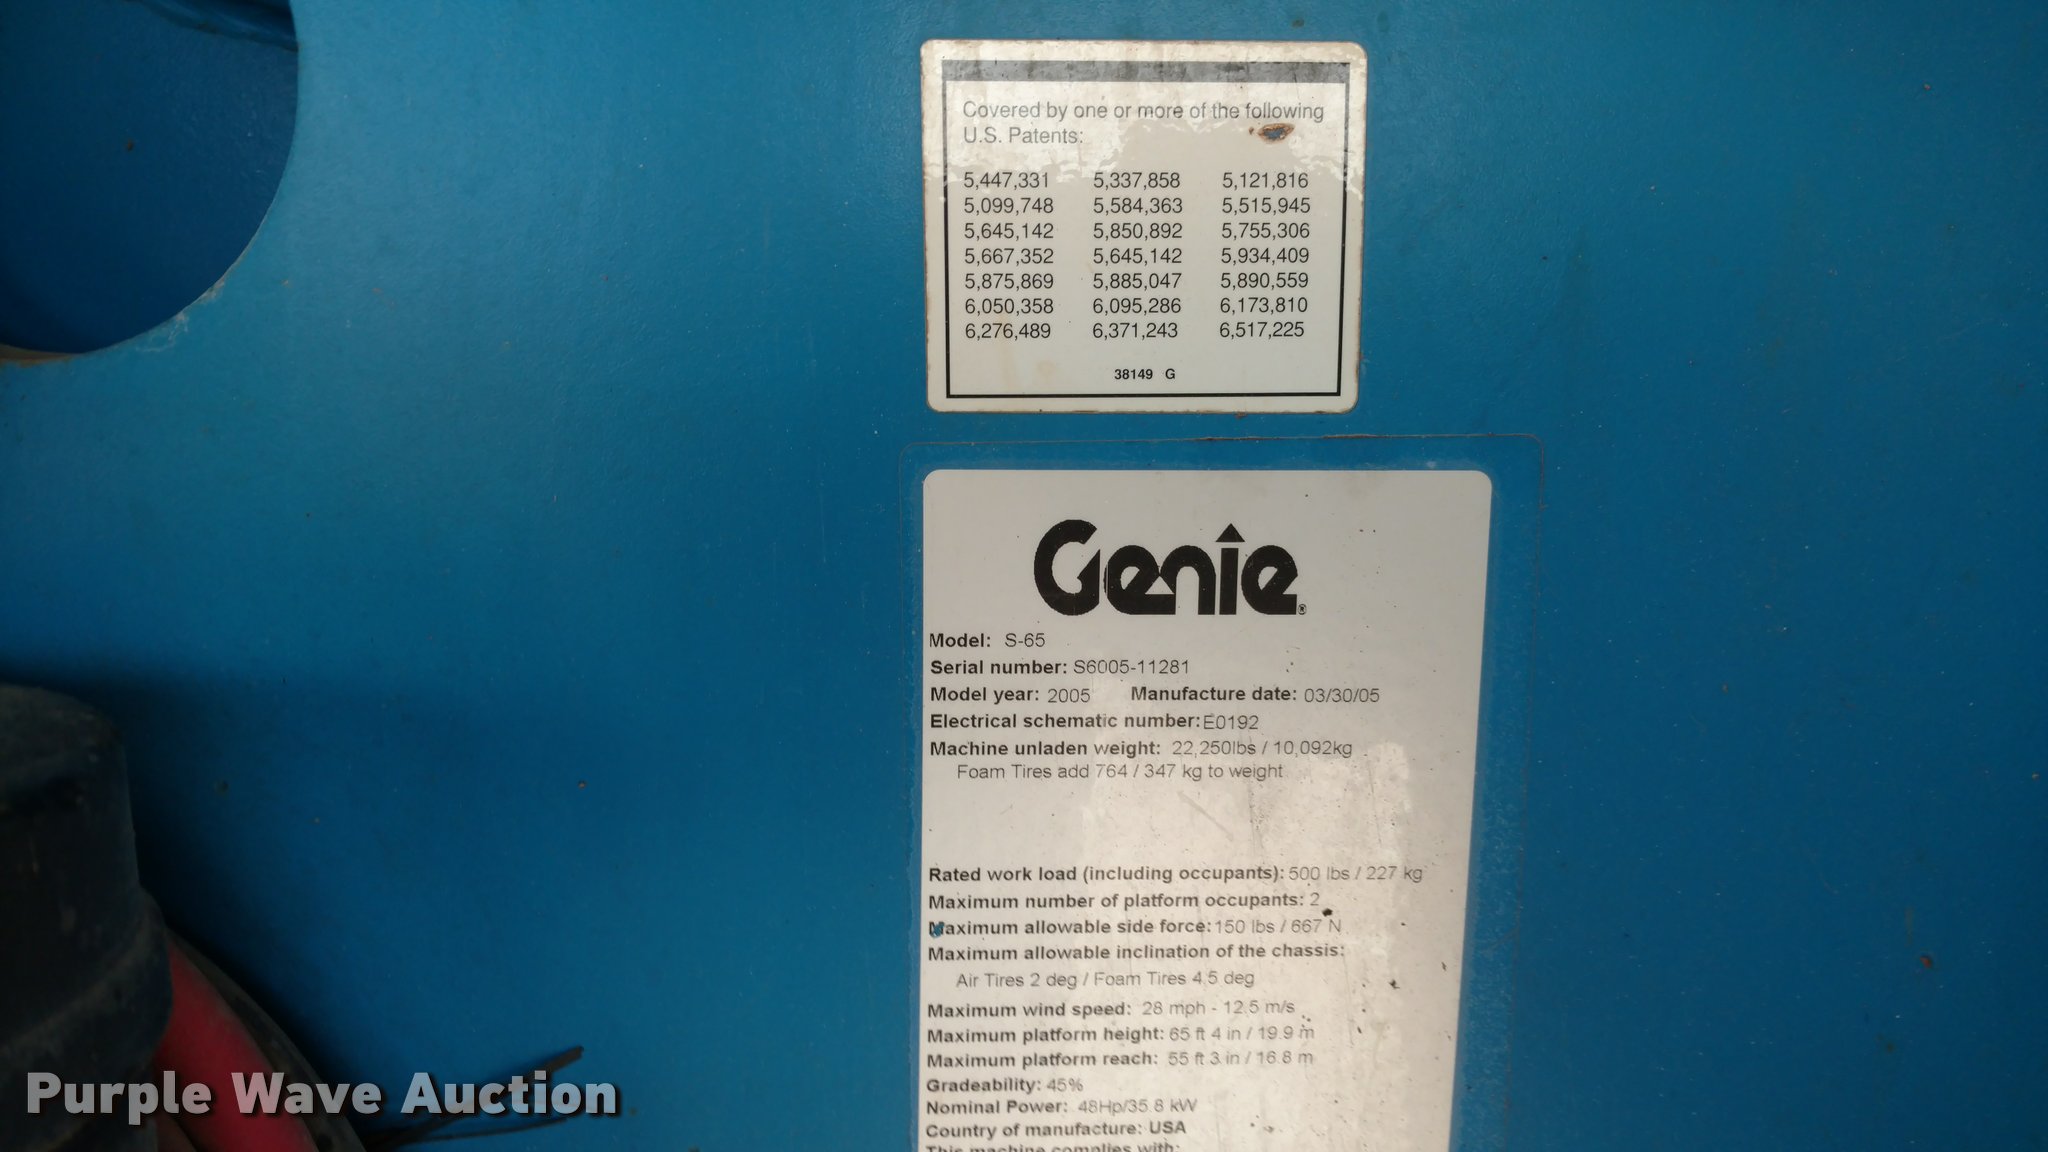 Covered by one or more of the following
U.S. Patents:
5,447,331 5,337,858 5,121,816
5,099,748 5,584,363 5,515,945
5,645,142 5,850,892 5,755,306
5,667,352 5,645,142 5,934,409
5,875,869 5,885,047 5,890,559
6,050,358 6,095,286 6,173,810
6,276,489 6,371,243 6,517,225
38149 G
Genie®
Model: S-65
Serial number: S6005-11281
Model year: 2005 Manufacture date: 03/30/05
Electrical schematic number: E0192
Machine unladen weight: 22,250lbs / 10,092kg
Foam Tires add 764 / 347 kg to weight
Rated work load (including occupants): 500 lbs / 227 kg
Maximum number of platform occupants: 2
Maximum allowable side force: 150 lbs / 667 N
Maximum allowable inclination of the chassis:
Air Tires 2 deg / Foam Tires 4.5 deg
Maximum wind speed: 28 mph - 12.5 m/s
Maximum platform height: 65 ft 4 in / 19.9 m
Maximum platform reach: 55 ft 3 in / 16.8 m
Gradeability: 45%
Nominal Power: 48Hp/35.8 kW
Country of manufacture: USA
This machine complies with:
Purple Wave Auction